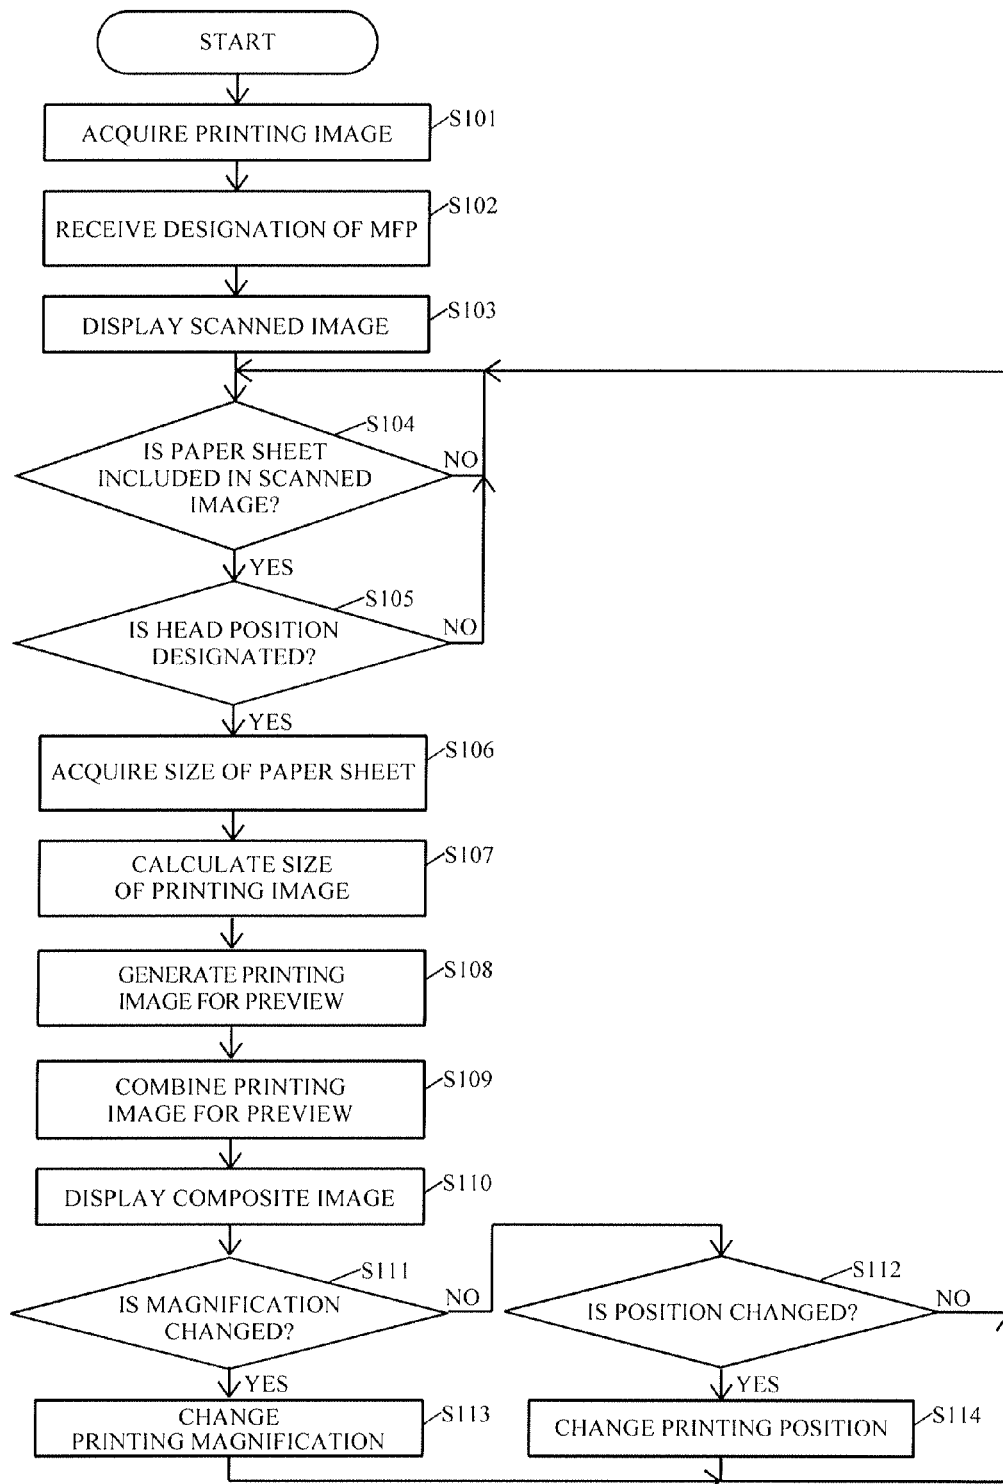 START
ACQUIRE PRINTING IMAGE
S101
RECEIVE DESIGNATION OF MFP
S102
DISPLAY SCANNED IMAGE
S103
IS PAPER SHEET
INCLUDED IN SCANNED
IMAGE?
S104
NO
YES
IS HEAD POSITION
DESIGNATED?
S105
NO
YES
ACQUIRE SIZE OF PAPER SHEET
S106
CALCULATE SIZE
OF PRINTING IMAGE
S107
GENERATE PRINTING
IMAGE FOR PREVIEW
S108
COMBINE PRINTING
IMAGE FOR PREVIEW
S109
DISPLAY COMPOSITE IMAGE
S110
IS MAGNIFICATION
CHANGED?
S111
NO
YES
IS POSITION CHANGED?
S112
NO
YES
CHANGE
PRINTING MAGNIFICATION
S113
CHANGE PRINTING POSITION
S114